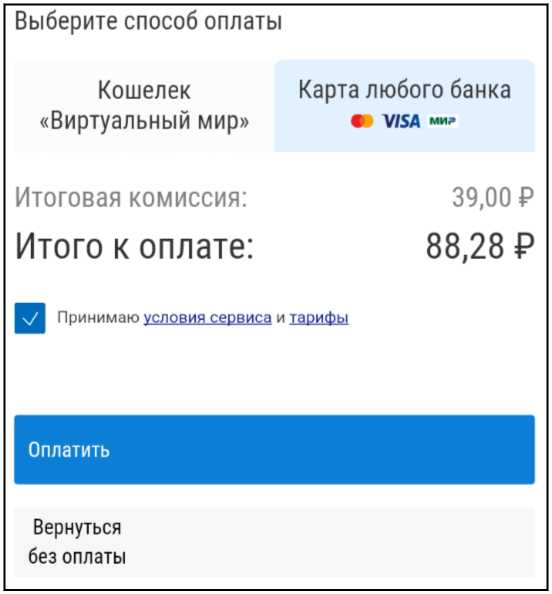 Выберите способ оплаты
Кошелек
«Виртуальный мир»
Карта любого банка
VISA МИР
Итоговая комиссия: 39,00 ₽
Итого к оплате: 88,28 ₽
Принимаю условия сервиса и тарифы
Оплатить
Вернуться
без оплаты